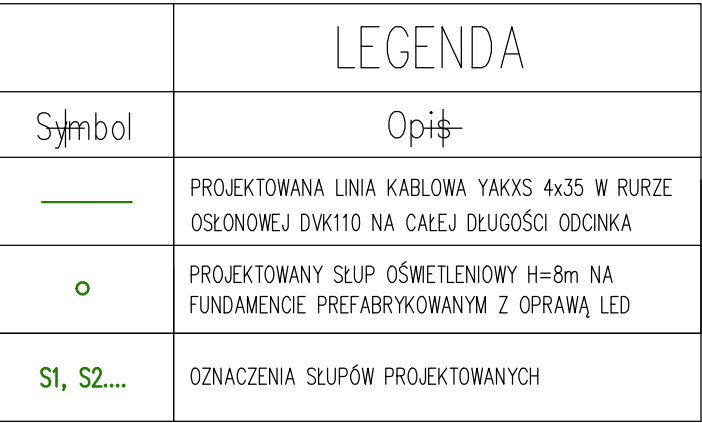 LEGENDA
Symbol Opis
PROJEKTOWANA LINIA KABLOWA YAKXS 4x35 W RURZE
OSŁONOWEJ DVK110 NA CAŁEJ DŁUGOŚCI ODCINKA
PROJEKTOWANY SŁUP OŚWIETLENIOWY H=8m NA
FUNDAMENCIE PREFABRYKOWANYM Z OPRAWĄ LED
S1, S2.... OZNACZENIA SŁUPÓW PROJEKTOWANYCH